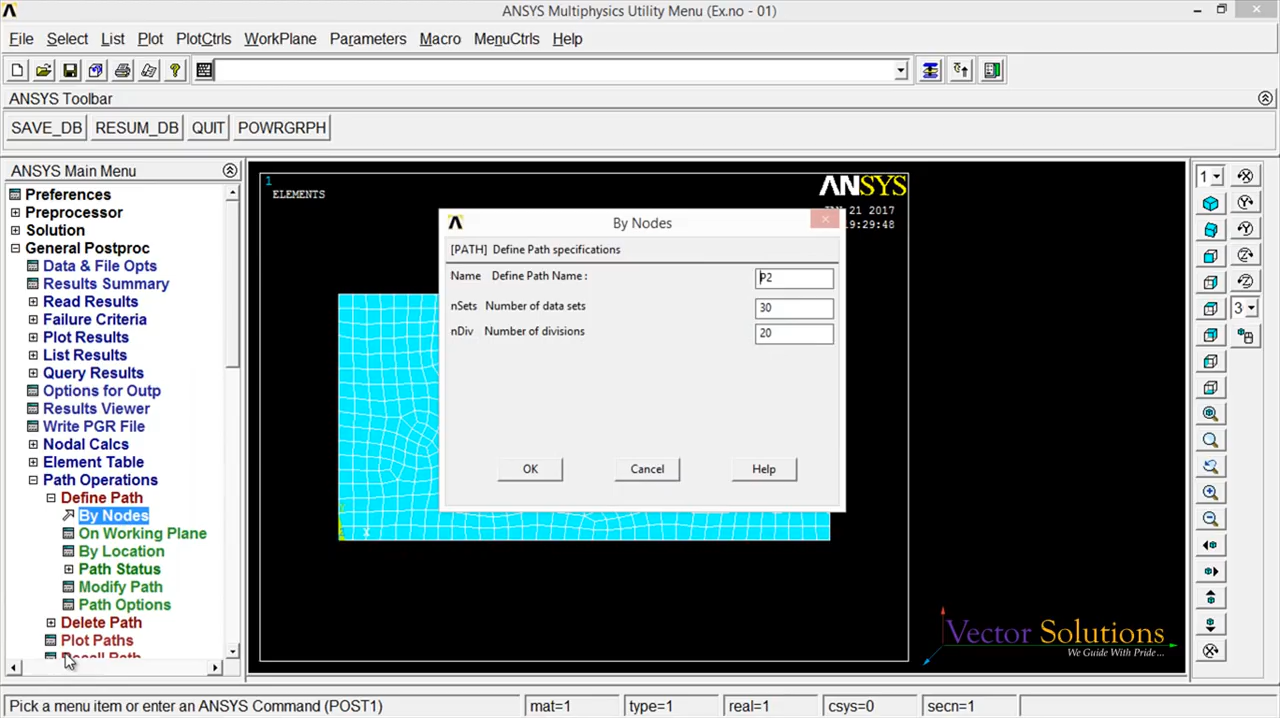 ANSYS Multiphysics Utility Menu (Ex.no - 01)
File Select List Plot PlotCtrls WorkPlane Parameters Macro MenuCtrls Help
ANSYS Toolbar
SAVE_DB RESUM_DB QUIT POWRGRPH
ANSYS Main Menu
Preferences
Preprocessor
Solution
General Postproc
Data & File Opts
Results Summary
Read Results
Failure Criteria
Plot Results
List Results
Query Results
Options for Outp
Results Viewer
Write PGR File
Nodal Calcs
Element Table
Path Operations
Define Path
By Nodes
On Working Plane
By Location
Path Status
Modify Path
Path Options
Delete Path
Plot Paths
Recall Path
1
ELEMENTS
ANSYS
21 2017
19:29:48
By Nodes
[PATH] Define Path specifications
Name Define Path Name : P2
nSets Number of data sets 30
nDiv Number of divisions 20
OK Cancel Help
X
1
3
Vector Solutions
We Guide With Pride...
Pick a menu item or enter an ANSYS Command (POST1) mat=1 type=1 real=1 csys=0 secn=1